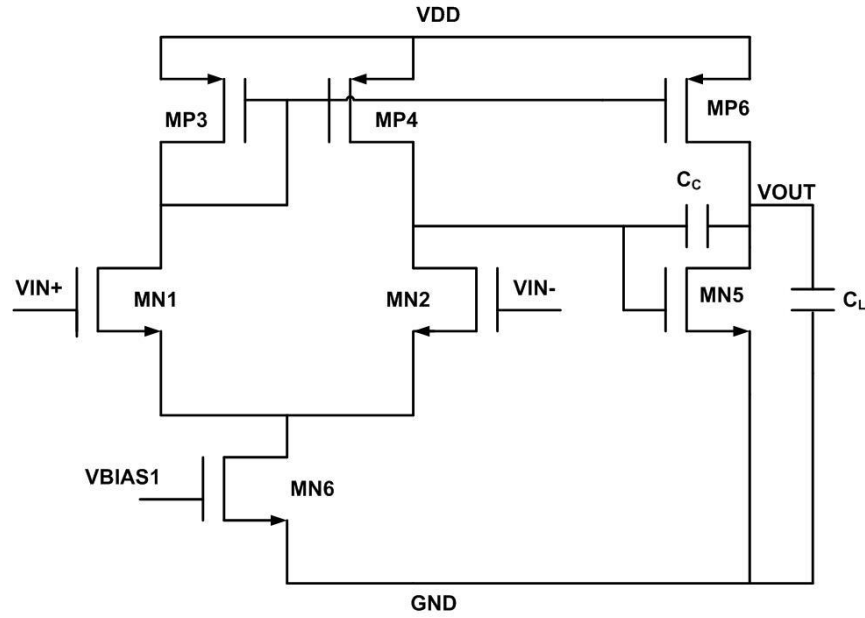 VDD
MP3
MP4
MP6
CC
VOUT
VIN+
MN1
MN2
VIN-
MN5
CL
VBIAS1
MN6
GND